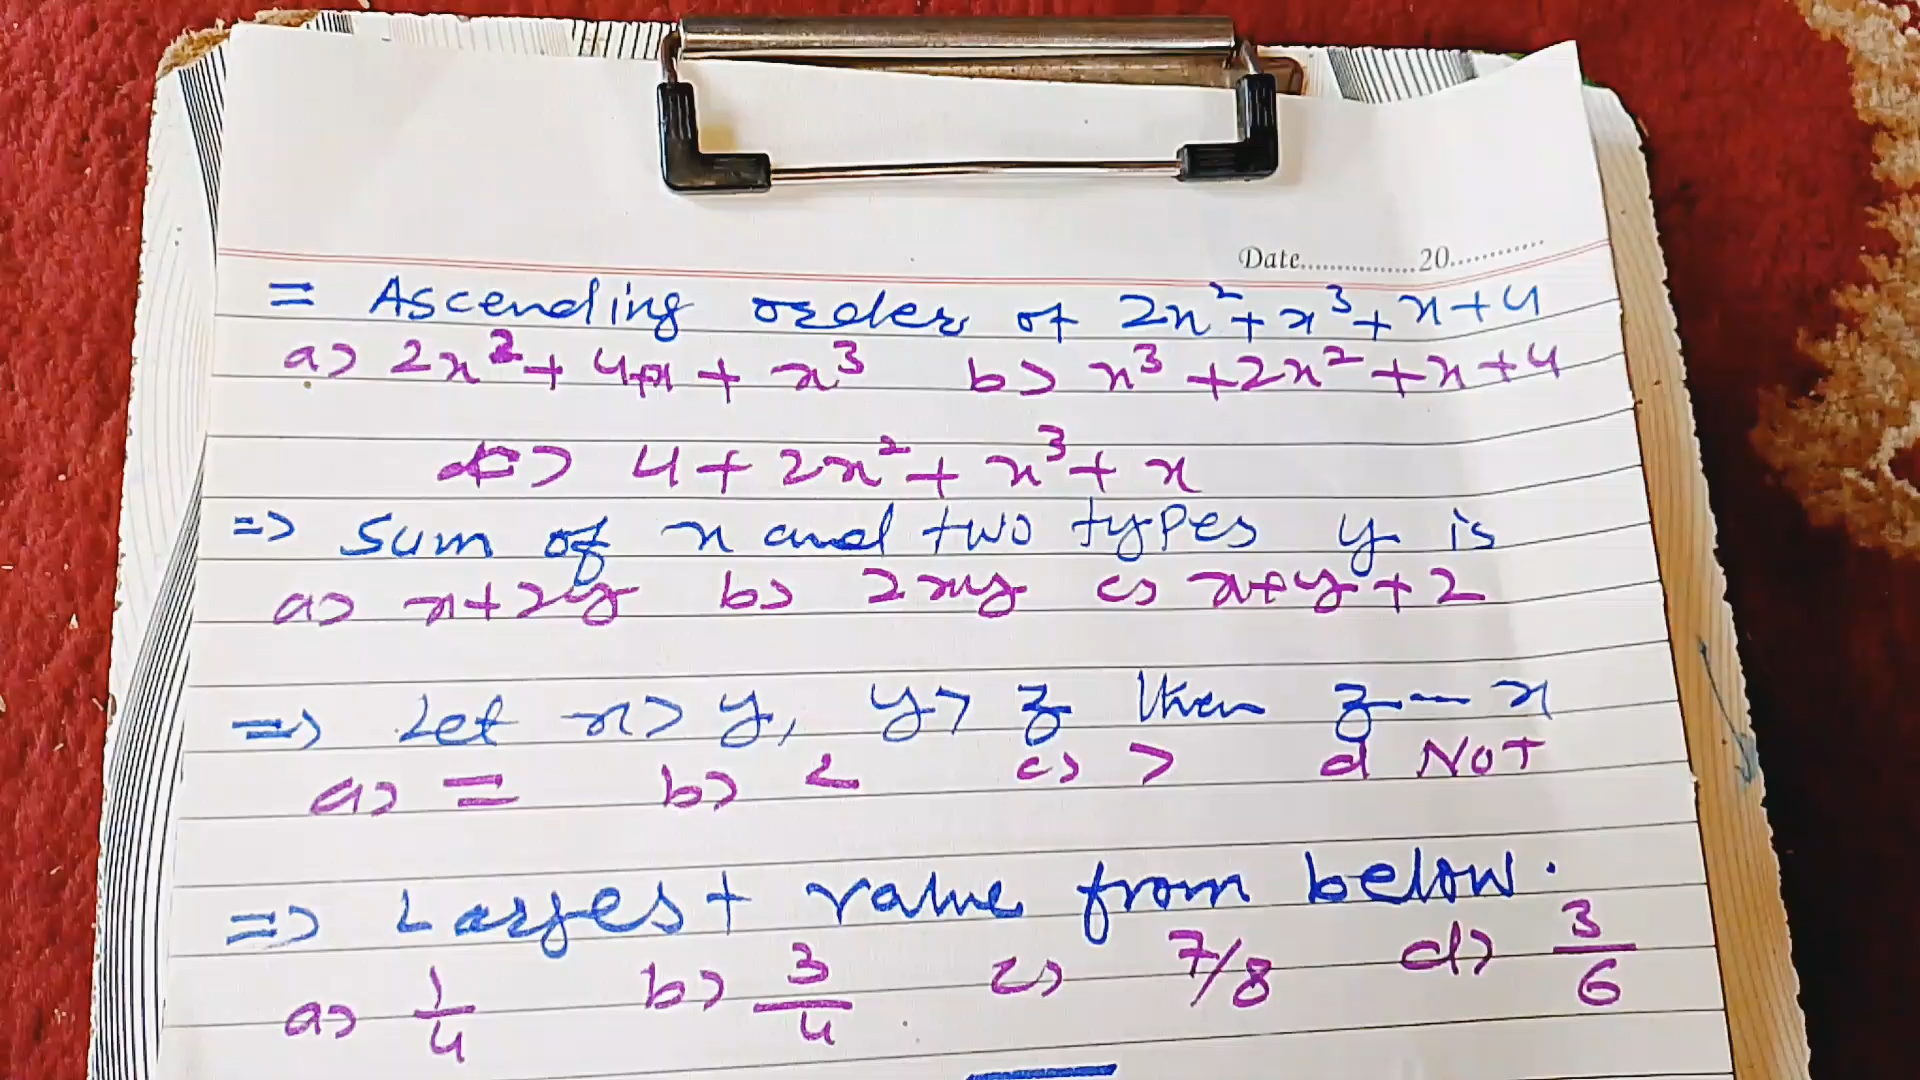 Date...............20..........
= Ascending order of 2x²+x³+x+4
a> 2x²+4+x+x³ b> x³+2x²+x+4
c> 4+2x²+x³+x
=> Sum of x and two types y is
a> x+2y b> 2xy c> x+y+2
=> Let x>y, y>z then z--x
a> = b> < c> > d NOT
=> Largest value from below.
a> 1/4 b> 3/4 c> 7/8 d> 3/6